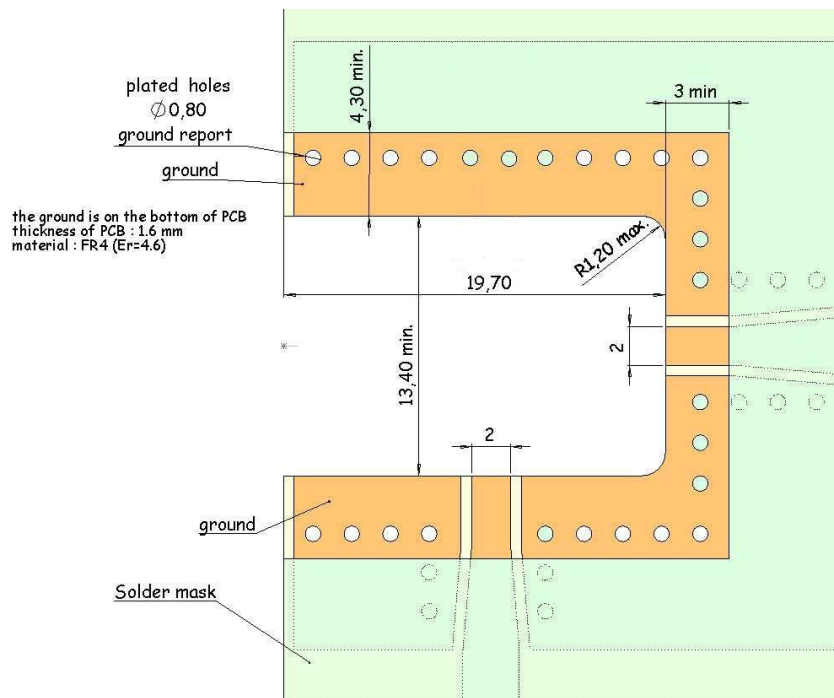 plated holes
∅0,80
ground report
ground
the ground is on the bottom of PCB
thickness of PCB : 1.6 mm
material : FR4 (Er=4.6)
4,30 min.
3 min
R1,20 max.
19,70
13,40 min.
2
2
ground
Solder mask